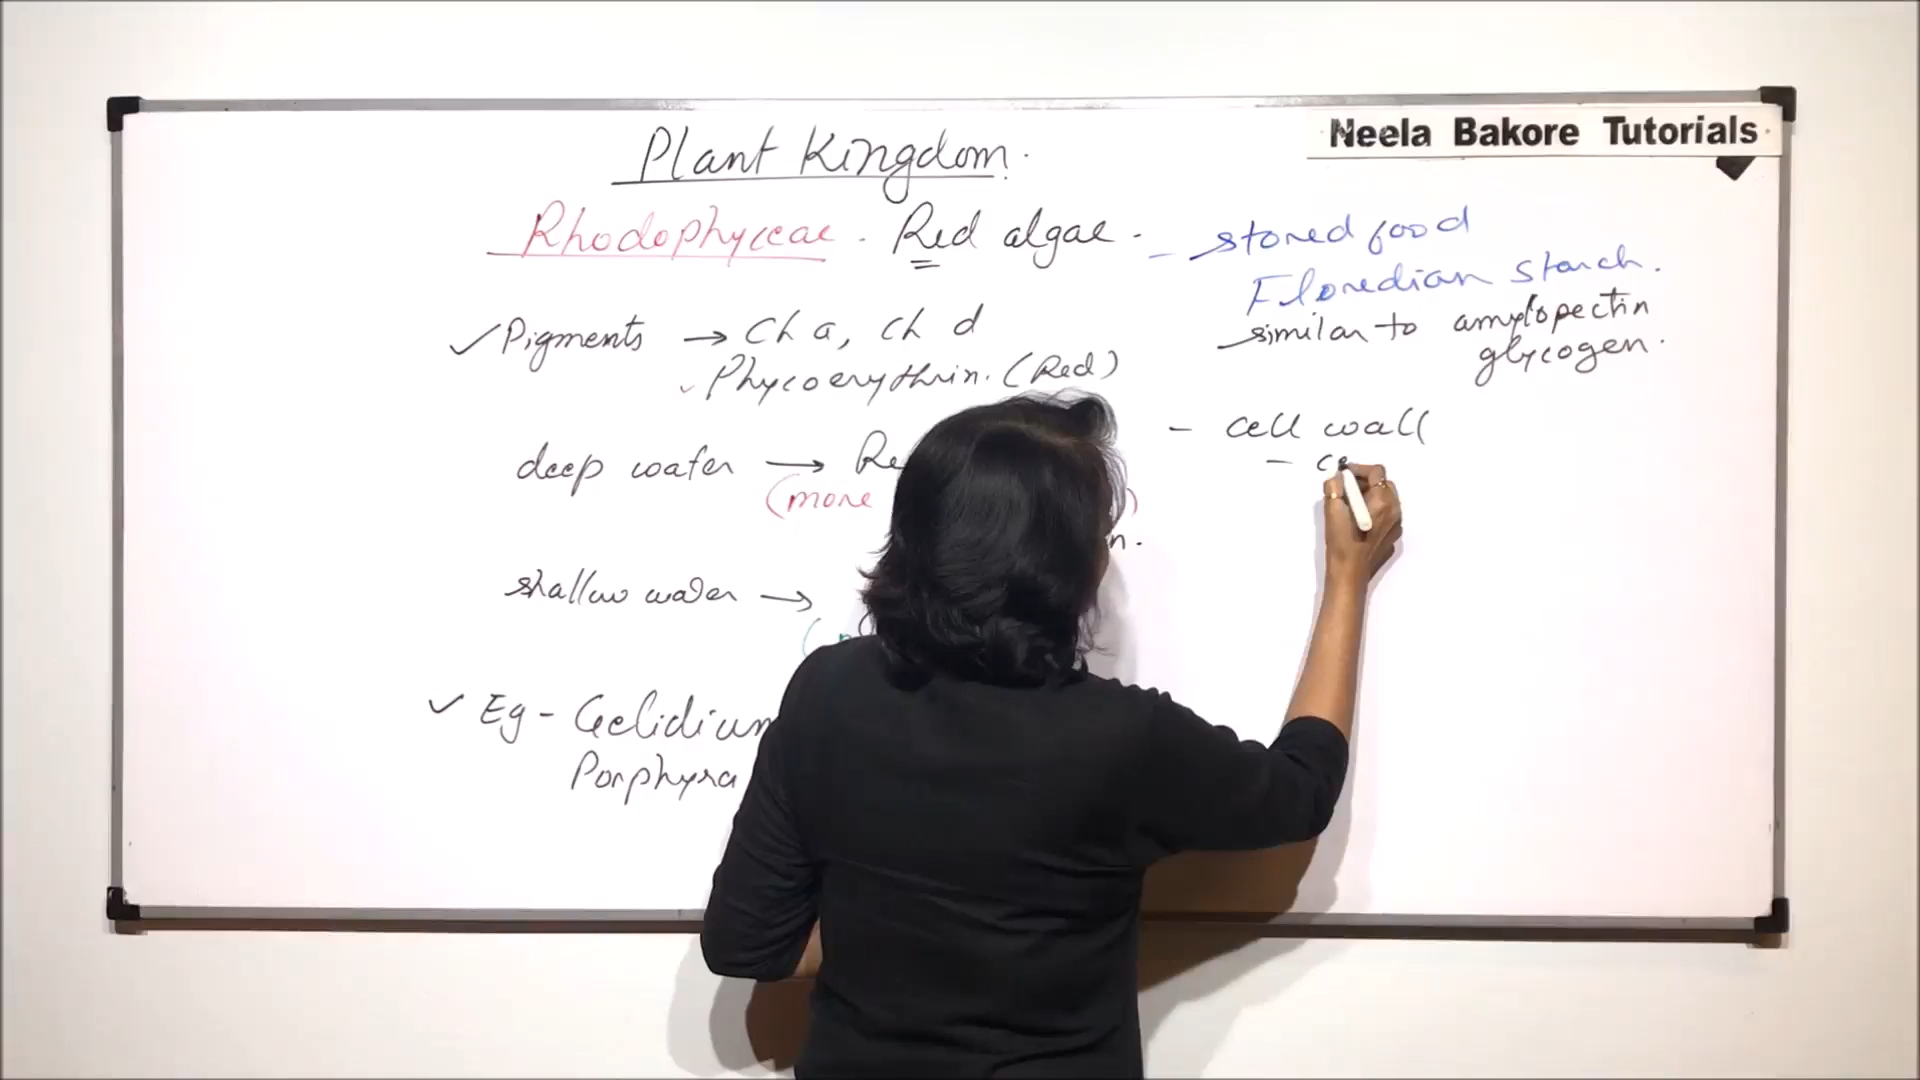 Neela Bakore Tutorials
Plant Kingdom.
Rhodophyceae. Red algae.
✓ Pigments → Ch a, Ch d
✓ Phycoerythrin. (Red)
deep water → Re
(more
shallow water →
✓ Eg - Gelidium
Porphyra
- stored food
Floredian starch.
similar to amylopectin
glycogen.
- cell wall
- ce